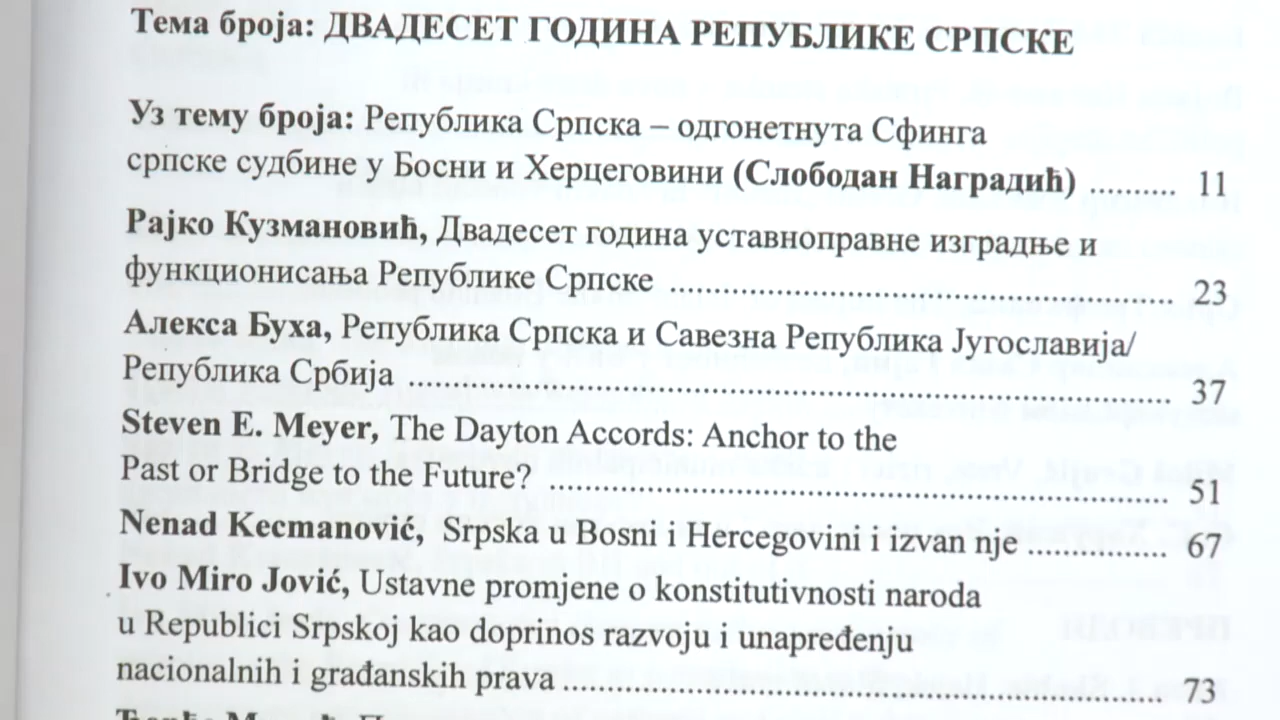 Тема броја: ДВАДЕСЕТ ГОДИНА РЕПУБЛИКЕ СРПСКЕ
Уз тему броја: Република Српска – одгонетнута Сфинга
српске судбине у Босни и Херцеговини (Слободан Наградић) .......... 11
Рајко Кузмановић, Двадесет година уставноправне изградње и
функционисања Републике Српске .......... 23
Алекса Буха, Република Српска и Савезна Република Југославија/
Република Србија .......... 37
Steven E. Meyer, The Dayton Accords: Anchor to the
Past or Bridge to the Future? .......... 51
Nenad Kecmanović, Srpska u Bosni i Hercegovini i izvan nje .......... 67
Ivo Miro Jović, Ustavne promjene o konstitutivnosti naroda
u Republici Srpskoj kao doprinos razvoju i unapređenju
nacionalnih i građanskih prava .......... 73